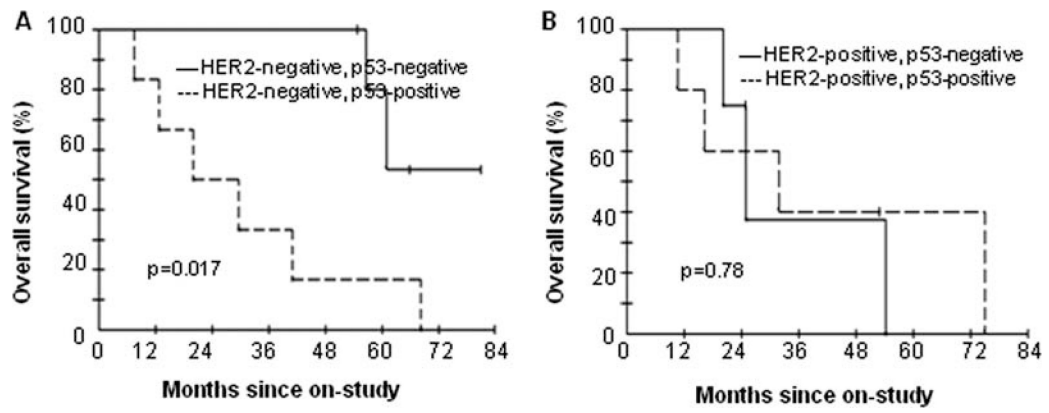 A
Overall survival (%)
100
80
60
40
20
0
HER2-negative, p53-negative
HER2-negative, p53-positive
p=0.017
0 12 24 36 48 60 72 84
Months since on-study
B
Overall survival (%)
100
80
60
40
20
0
HER2-positive, p53-negative
HER2-positive, p53-positive
p=0.78
0 12 24 36 48 60 72 84
Months since on-study